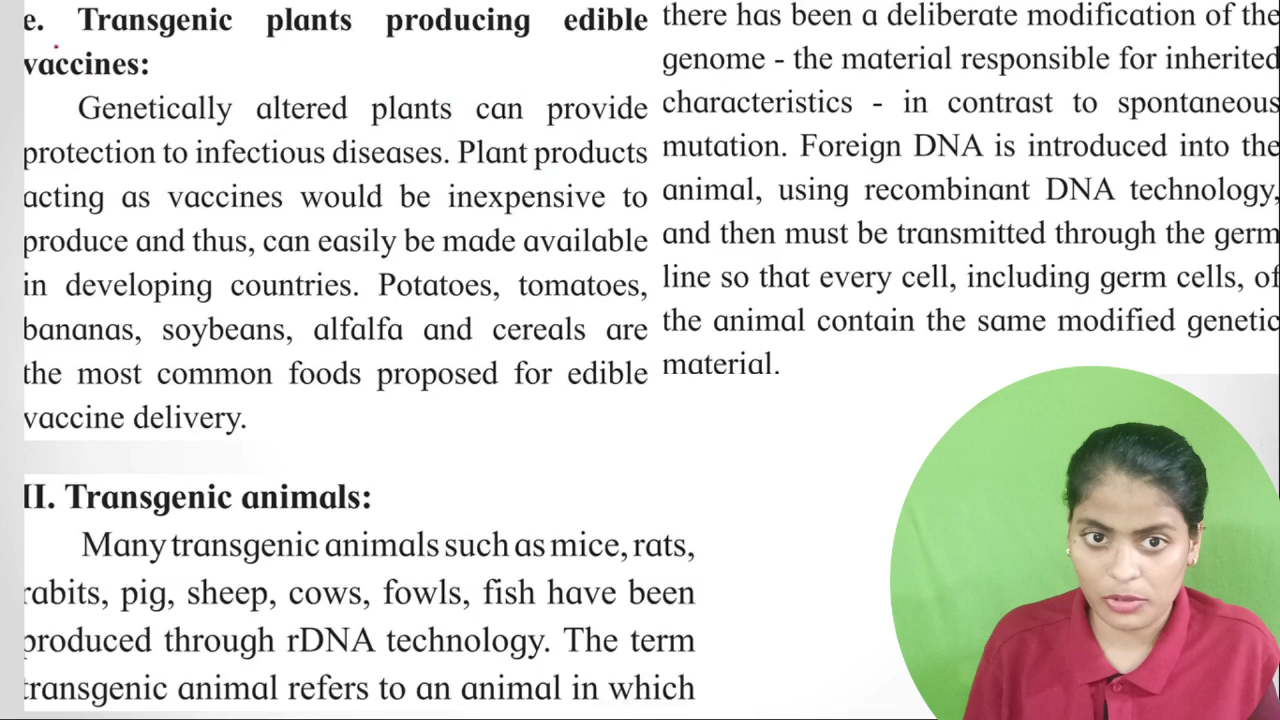 e. Transgenic plants producing edible
vaccines:
Genetically altered plants can provide
protection to infectious diseases. Plant products
acting as vaccines would be inexpensive to
produce and thus, can easily be made available
in developing countries. Potatoes, tomatoes,
bananas, soybeans, alfalfa and cereals are
the most common foods proposed for edible
vaccine delivery.
II. Transgenic animals:
Many transgenic animals such as mice, rats,
rabits, pig, sheep, cows, fowls, fish have been
produced through rDNA technology. The term
transgenic animal refers to an animal in which
there has been a deliberate modification of the
genome - the material responsible for inherited
characteristics - in contrast to spontaneous
mutation. Foreign DNA is introduced into the
animal, using recombinant DNA technology,
and then must be transmitted through the germ
line so that every cell, including germ cells, of
the animal contain the same modified genetic
material.